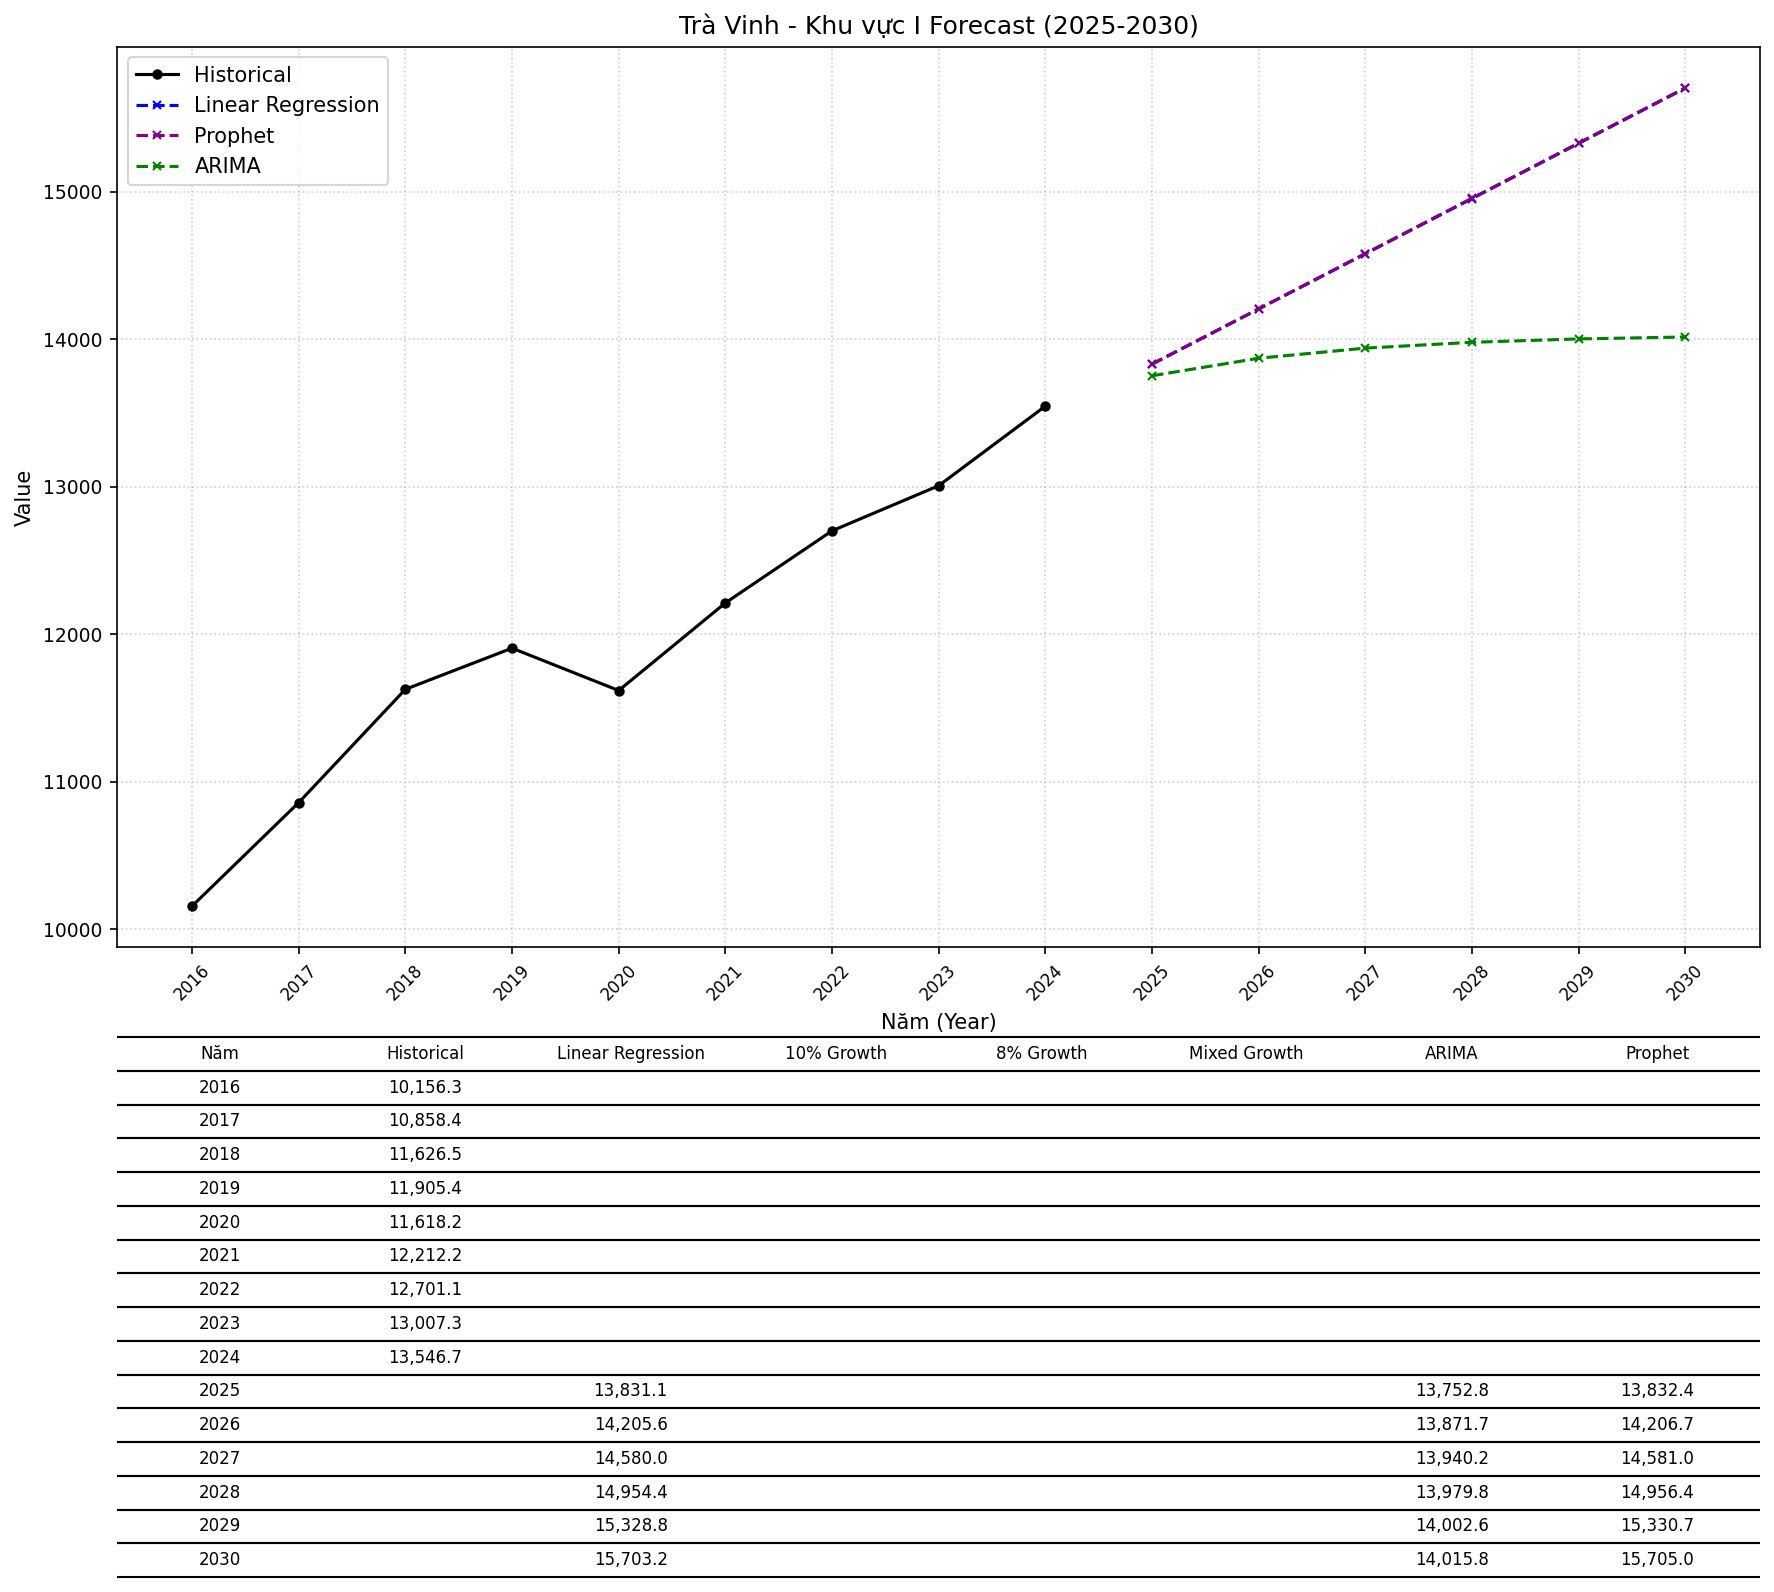 Trà Vinh - Khu vực I Forecast (2025-2030)
Historical
Linear Regression
Prophet
ARIMA
Value
15000
14000
13000
12000
11000
10000
2016 2017 2018 2019 2020 2021 2022 2023 2024 2025 2026 2027 2028 2029 2030
Năm (Year)
Năm Historical Linear Regression 10% Growth 8% Growth Mixed Growth ARIMA Prophet
2016 10,156.3
2017 10,858.4
2018 11,626.5
2019 11,905.4
2020 11,618.2
2021 12,212.2
2022 12,701.1
2023 13,007.3
2024 13,546.7
2025 13,831.1 13,752.8 13,832.4
2026 14,205.6 13,871.7 14,206.7
2027 14,580.0 13,940.2 14,581.0
2028 14,954.4 13,979.8 14,956.4
2029 15,328.8 14,002.6 15,330.7
2030 15,703.2 14,015.8 15,705.0